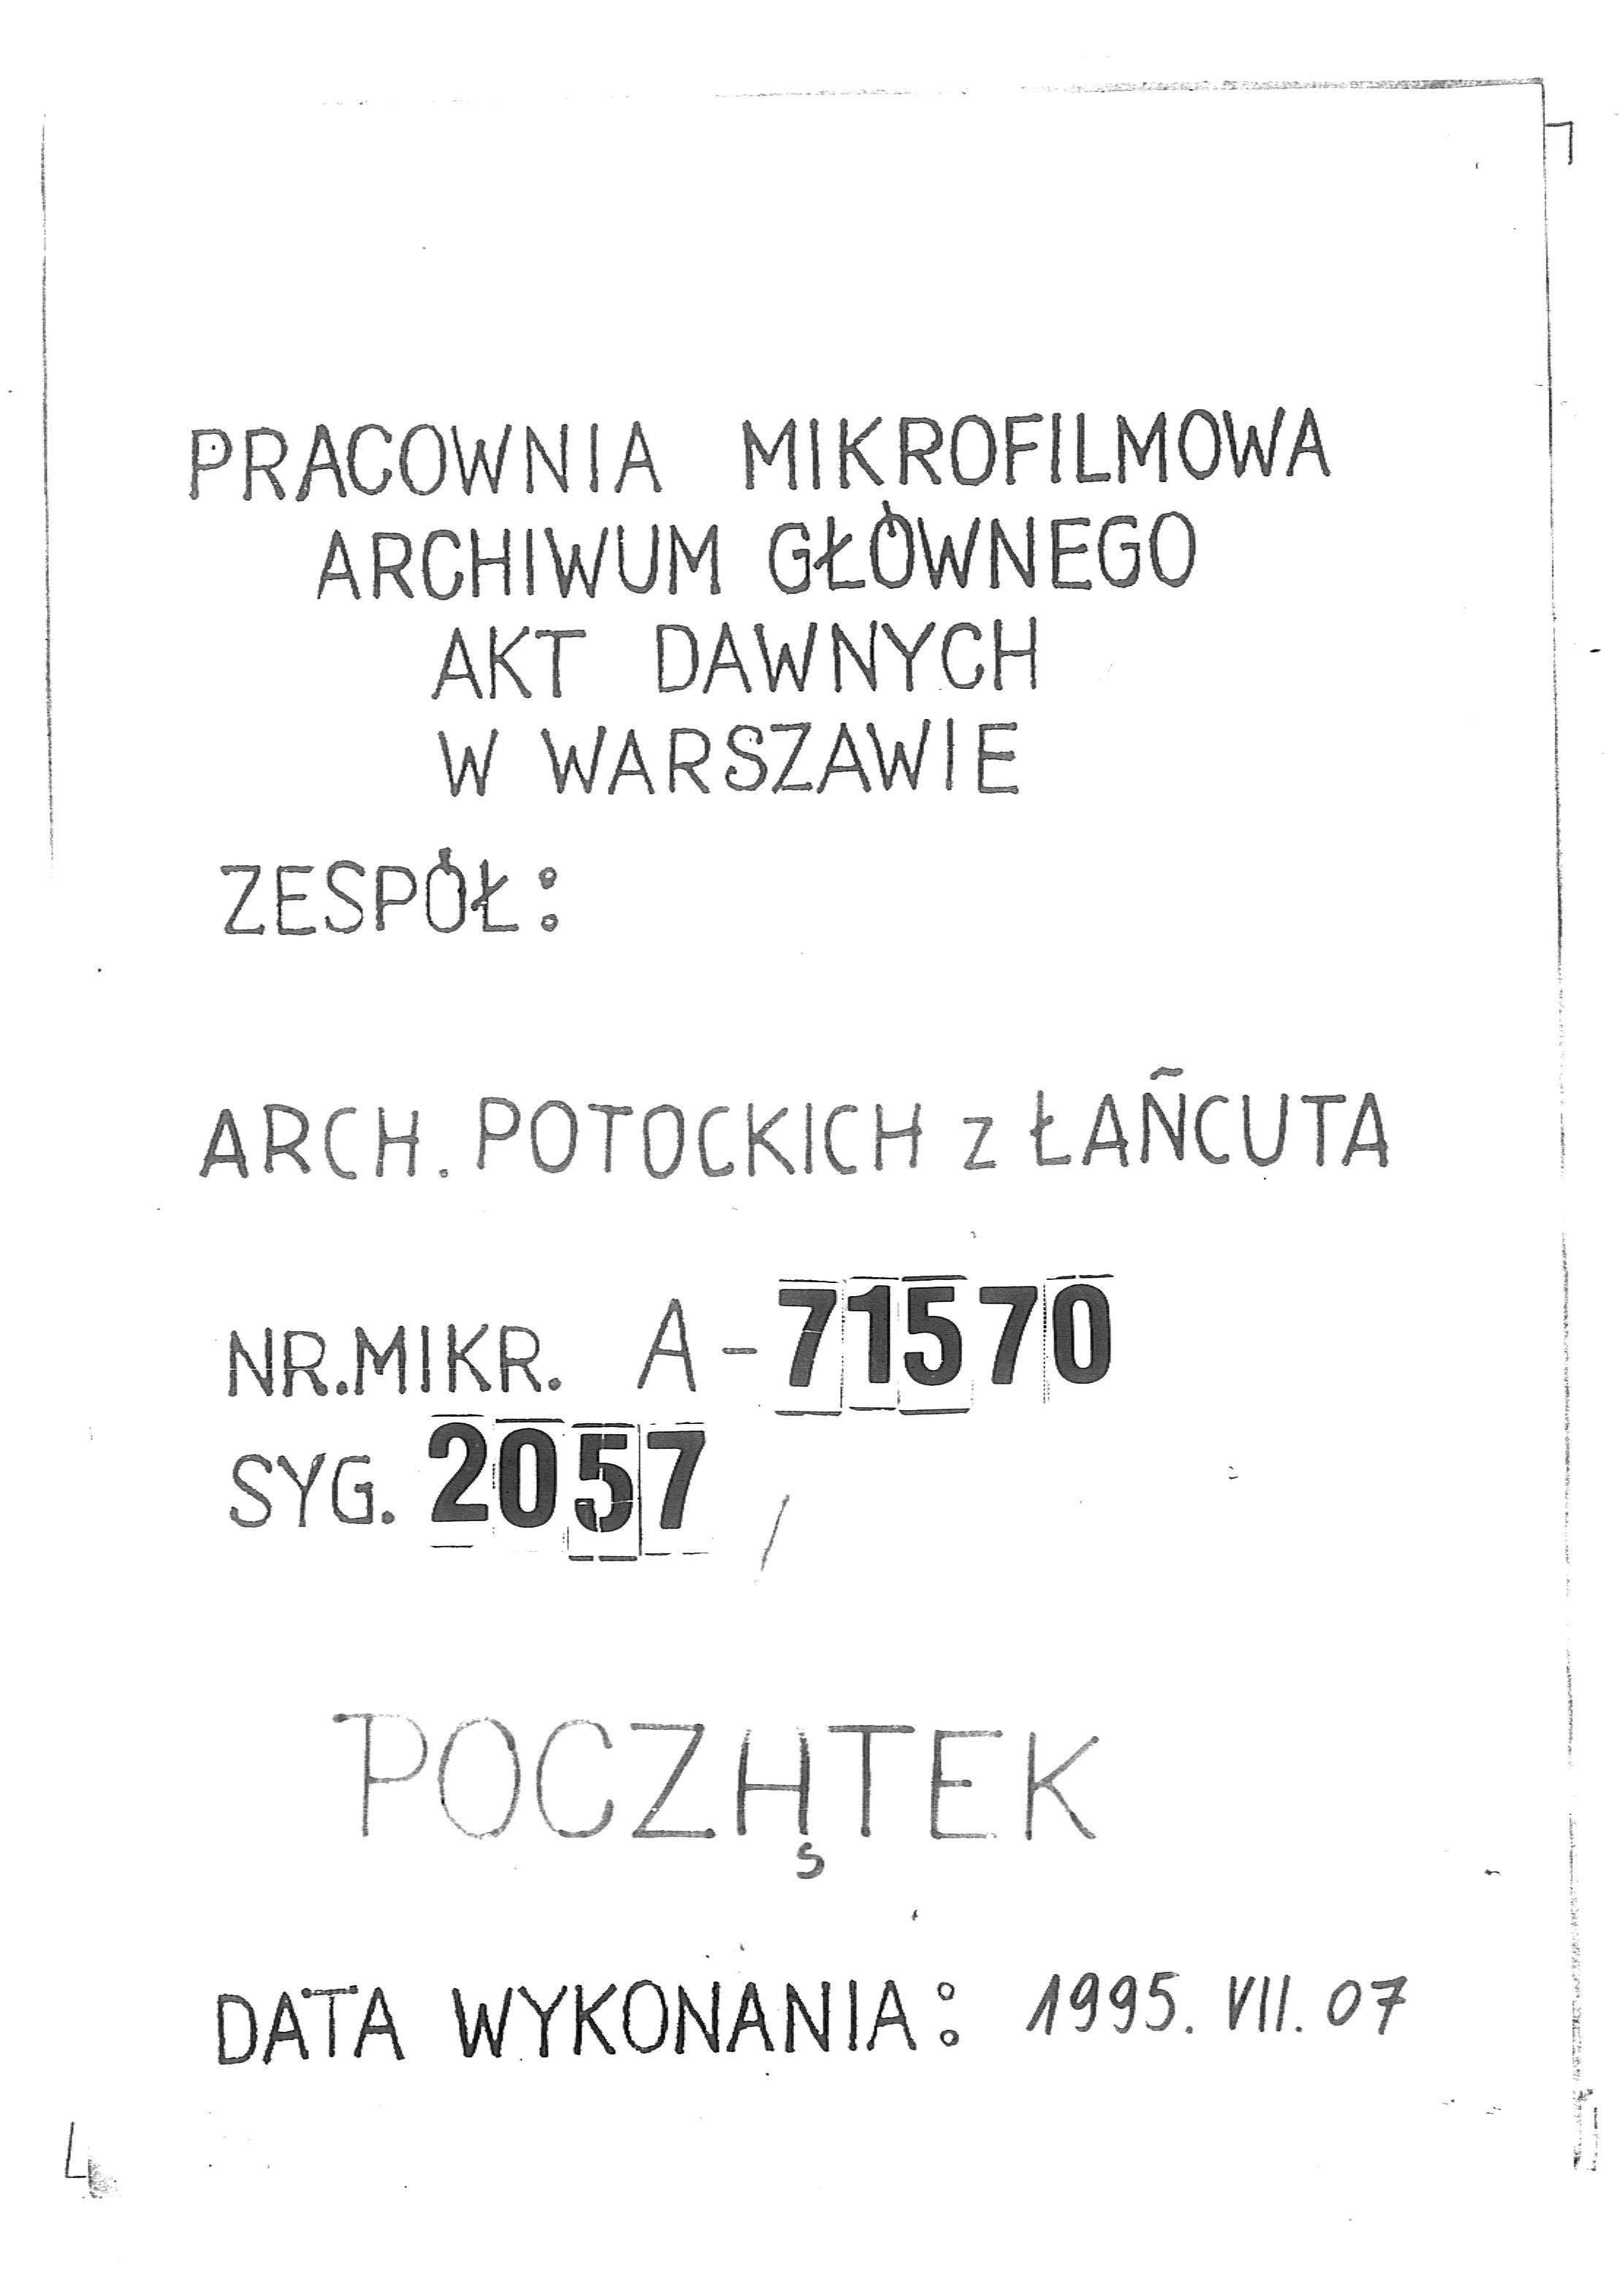 PRACOWNIA MIKROFILMOWA
ARCHIWUM GŁÓWNEGO
AKT DAWNYCH
W WARSZAWIE
ZESPÓŁ:
ARCH. POTOCKICH z ŁAŃCUTA
NR.MIKR. A-71570
SYG. 2057 /
POCZĄTEK
DATA WYKONANIA: 1995. VII. 07